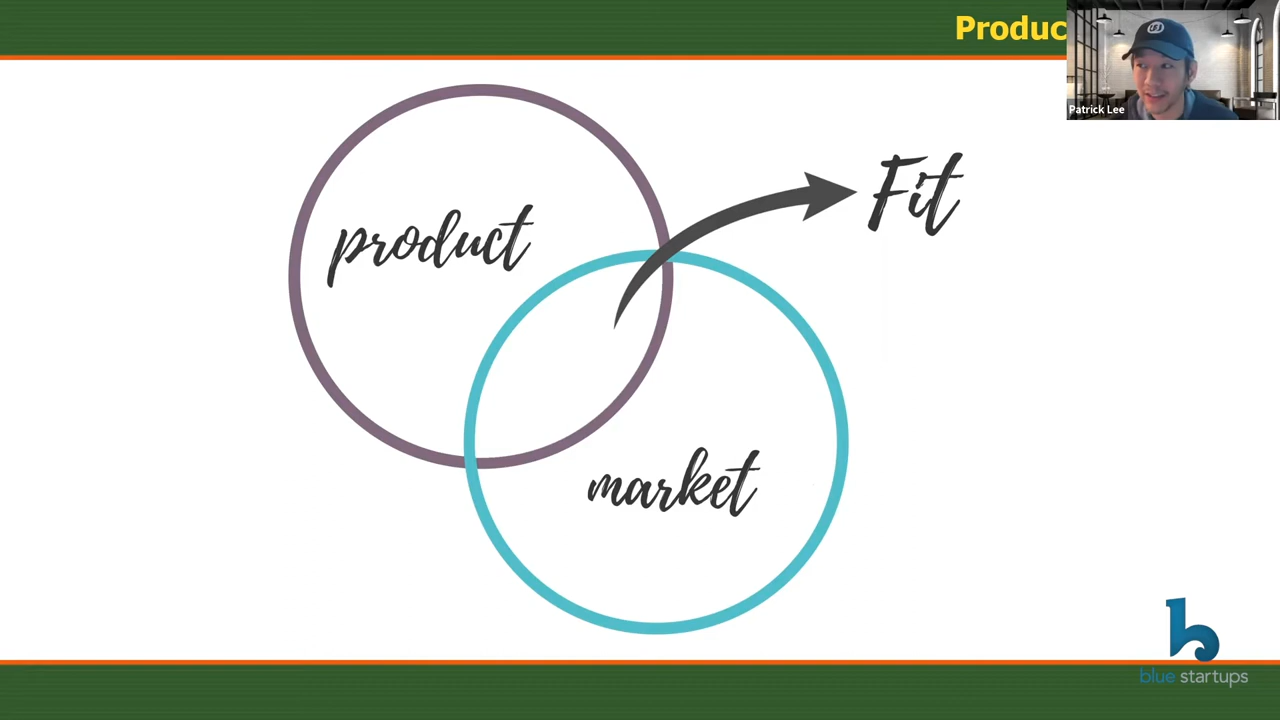 Produc
Patrick Lee
Fit
product
market
blue startups